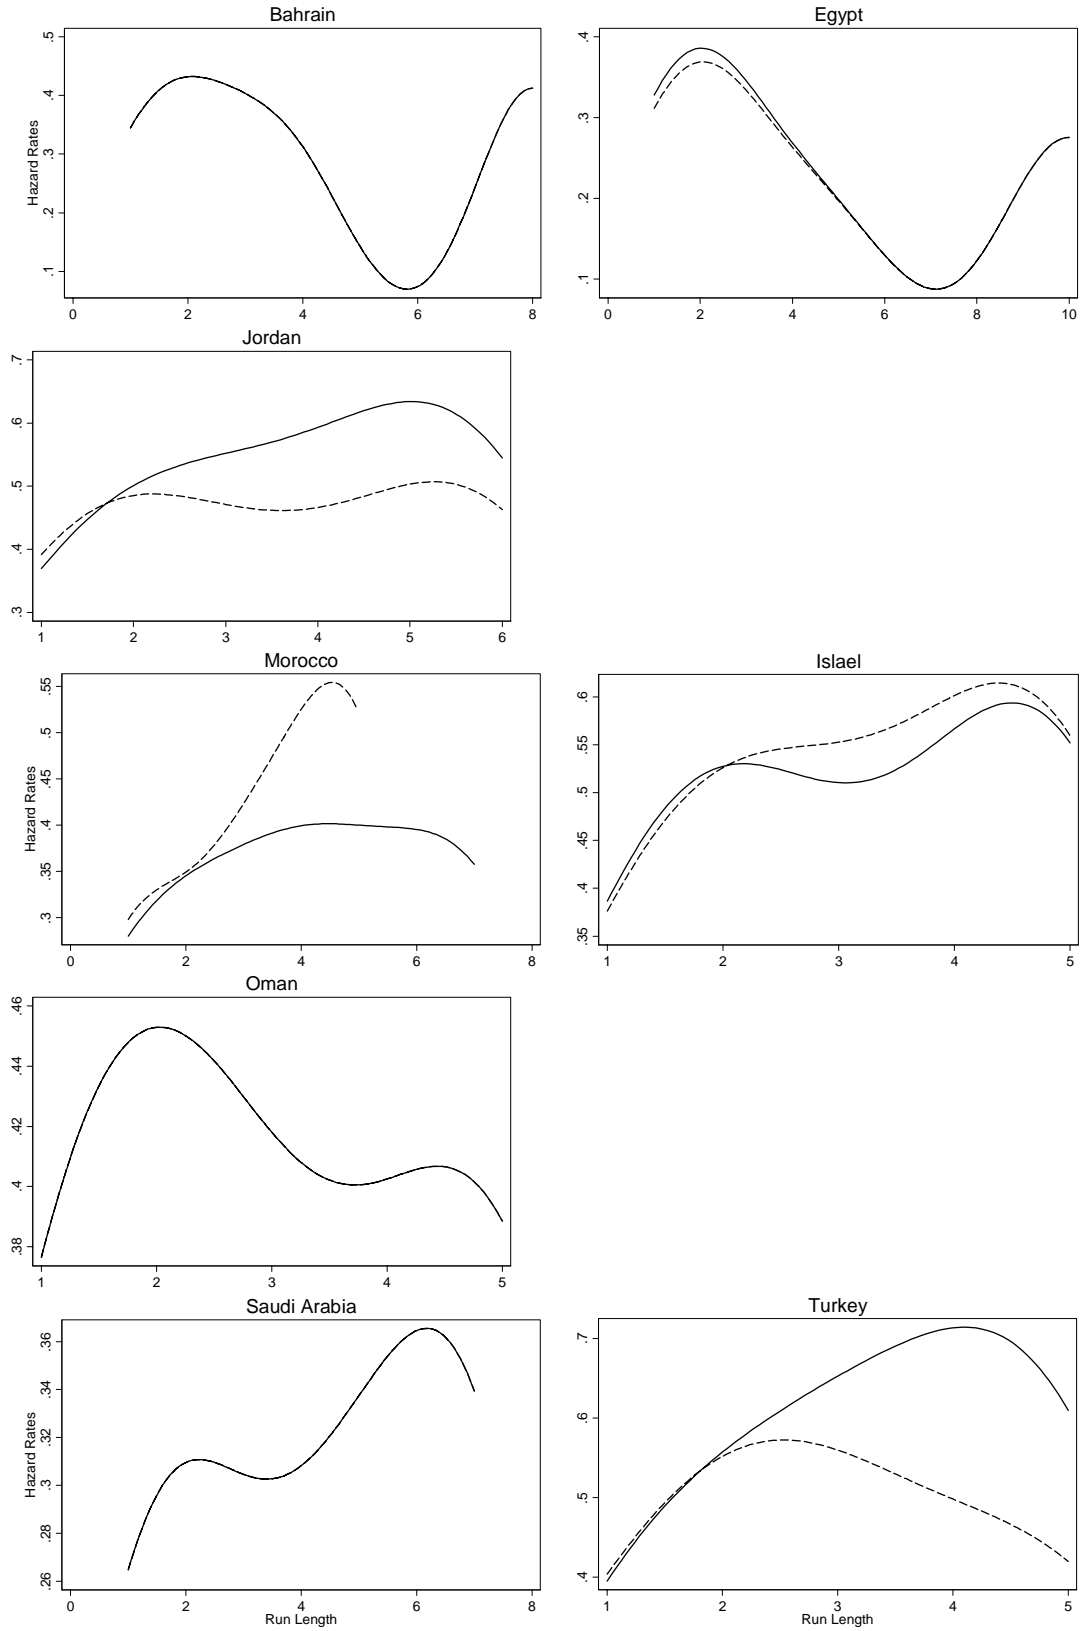 Bahrain
Egypt
.5
.4
.3
.2
.1
Hazard Rates
0 2 4 6 8
.4
.3
.2
.1
0 2 4 6 8 10
Jordan
.7
.6
.5
.4
.3
1 2 3 4 5 6
Morocco
Islael
.55
.5
.45
.4
.35
.3
Hazard Rates
0 2 4 6 8
.6
.55
.5
.45
.4
.35
1 2 3 4 5
Oman
.46
.44
.42
.4
.38
1 2 3 4 5
Saudi Arabia
Turkey
.36
.34
.32
.3
.28
.26
Hazard Rates
0 2 4 6 8
Run Length
.7
.6
.5
.4
1 2 3 4 5
Run Length